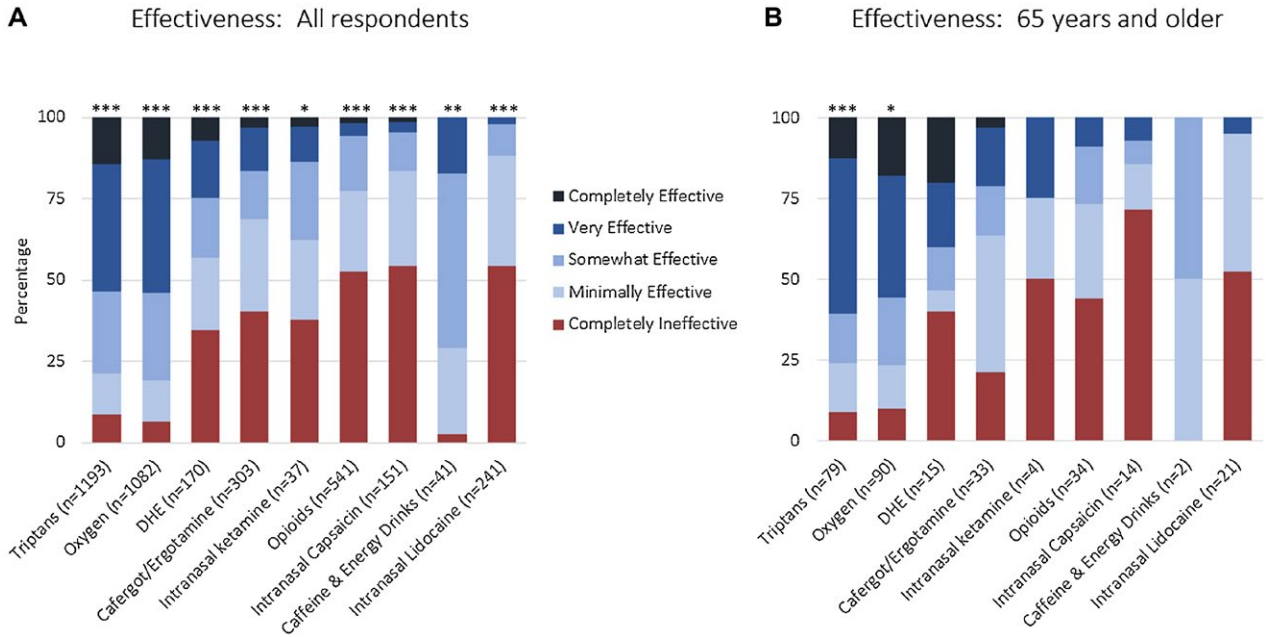 A
Effectiveness: All respondents
*** *** *** *** * *** *** ** ***
100
75
50
25
0
Percentage
Triptans (n=1193)
Oxygen (n=1082)
DHE (n=170)
Cafergot/Ergotamine (n=303)
Intranasal ketamine (n=37)
Opioids (n=541)
Intranasal Capsaicin (n=151)
Caffeine & Energy Drinks (n=41)
Intranasal Lidocaine (n=241)
Completely Effective
Very Effective
Somewhat Effective
Minimally Effective
Completely Ineffective
B
Effectiveness: 65 years and older
*** *
100
75
50
25
0
Triptans (n=79)
Oxygen (n=90)
DHE (n=15)
Cafergot/Ergotamine (n=33)
Intranasal ketamine (n=4)
Opioids (n=34)
Intranasal Capsaicin (n=14)
Caffeine & Energy Drinks (n=2)
Intranasal Lidocaine (n=21)